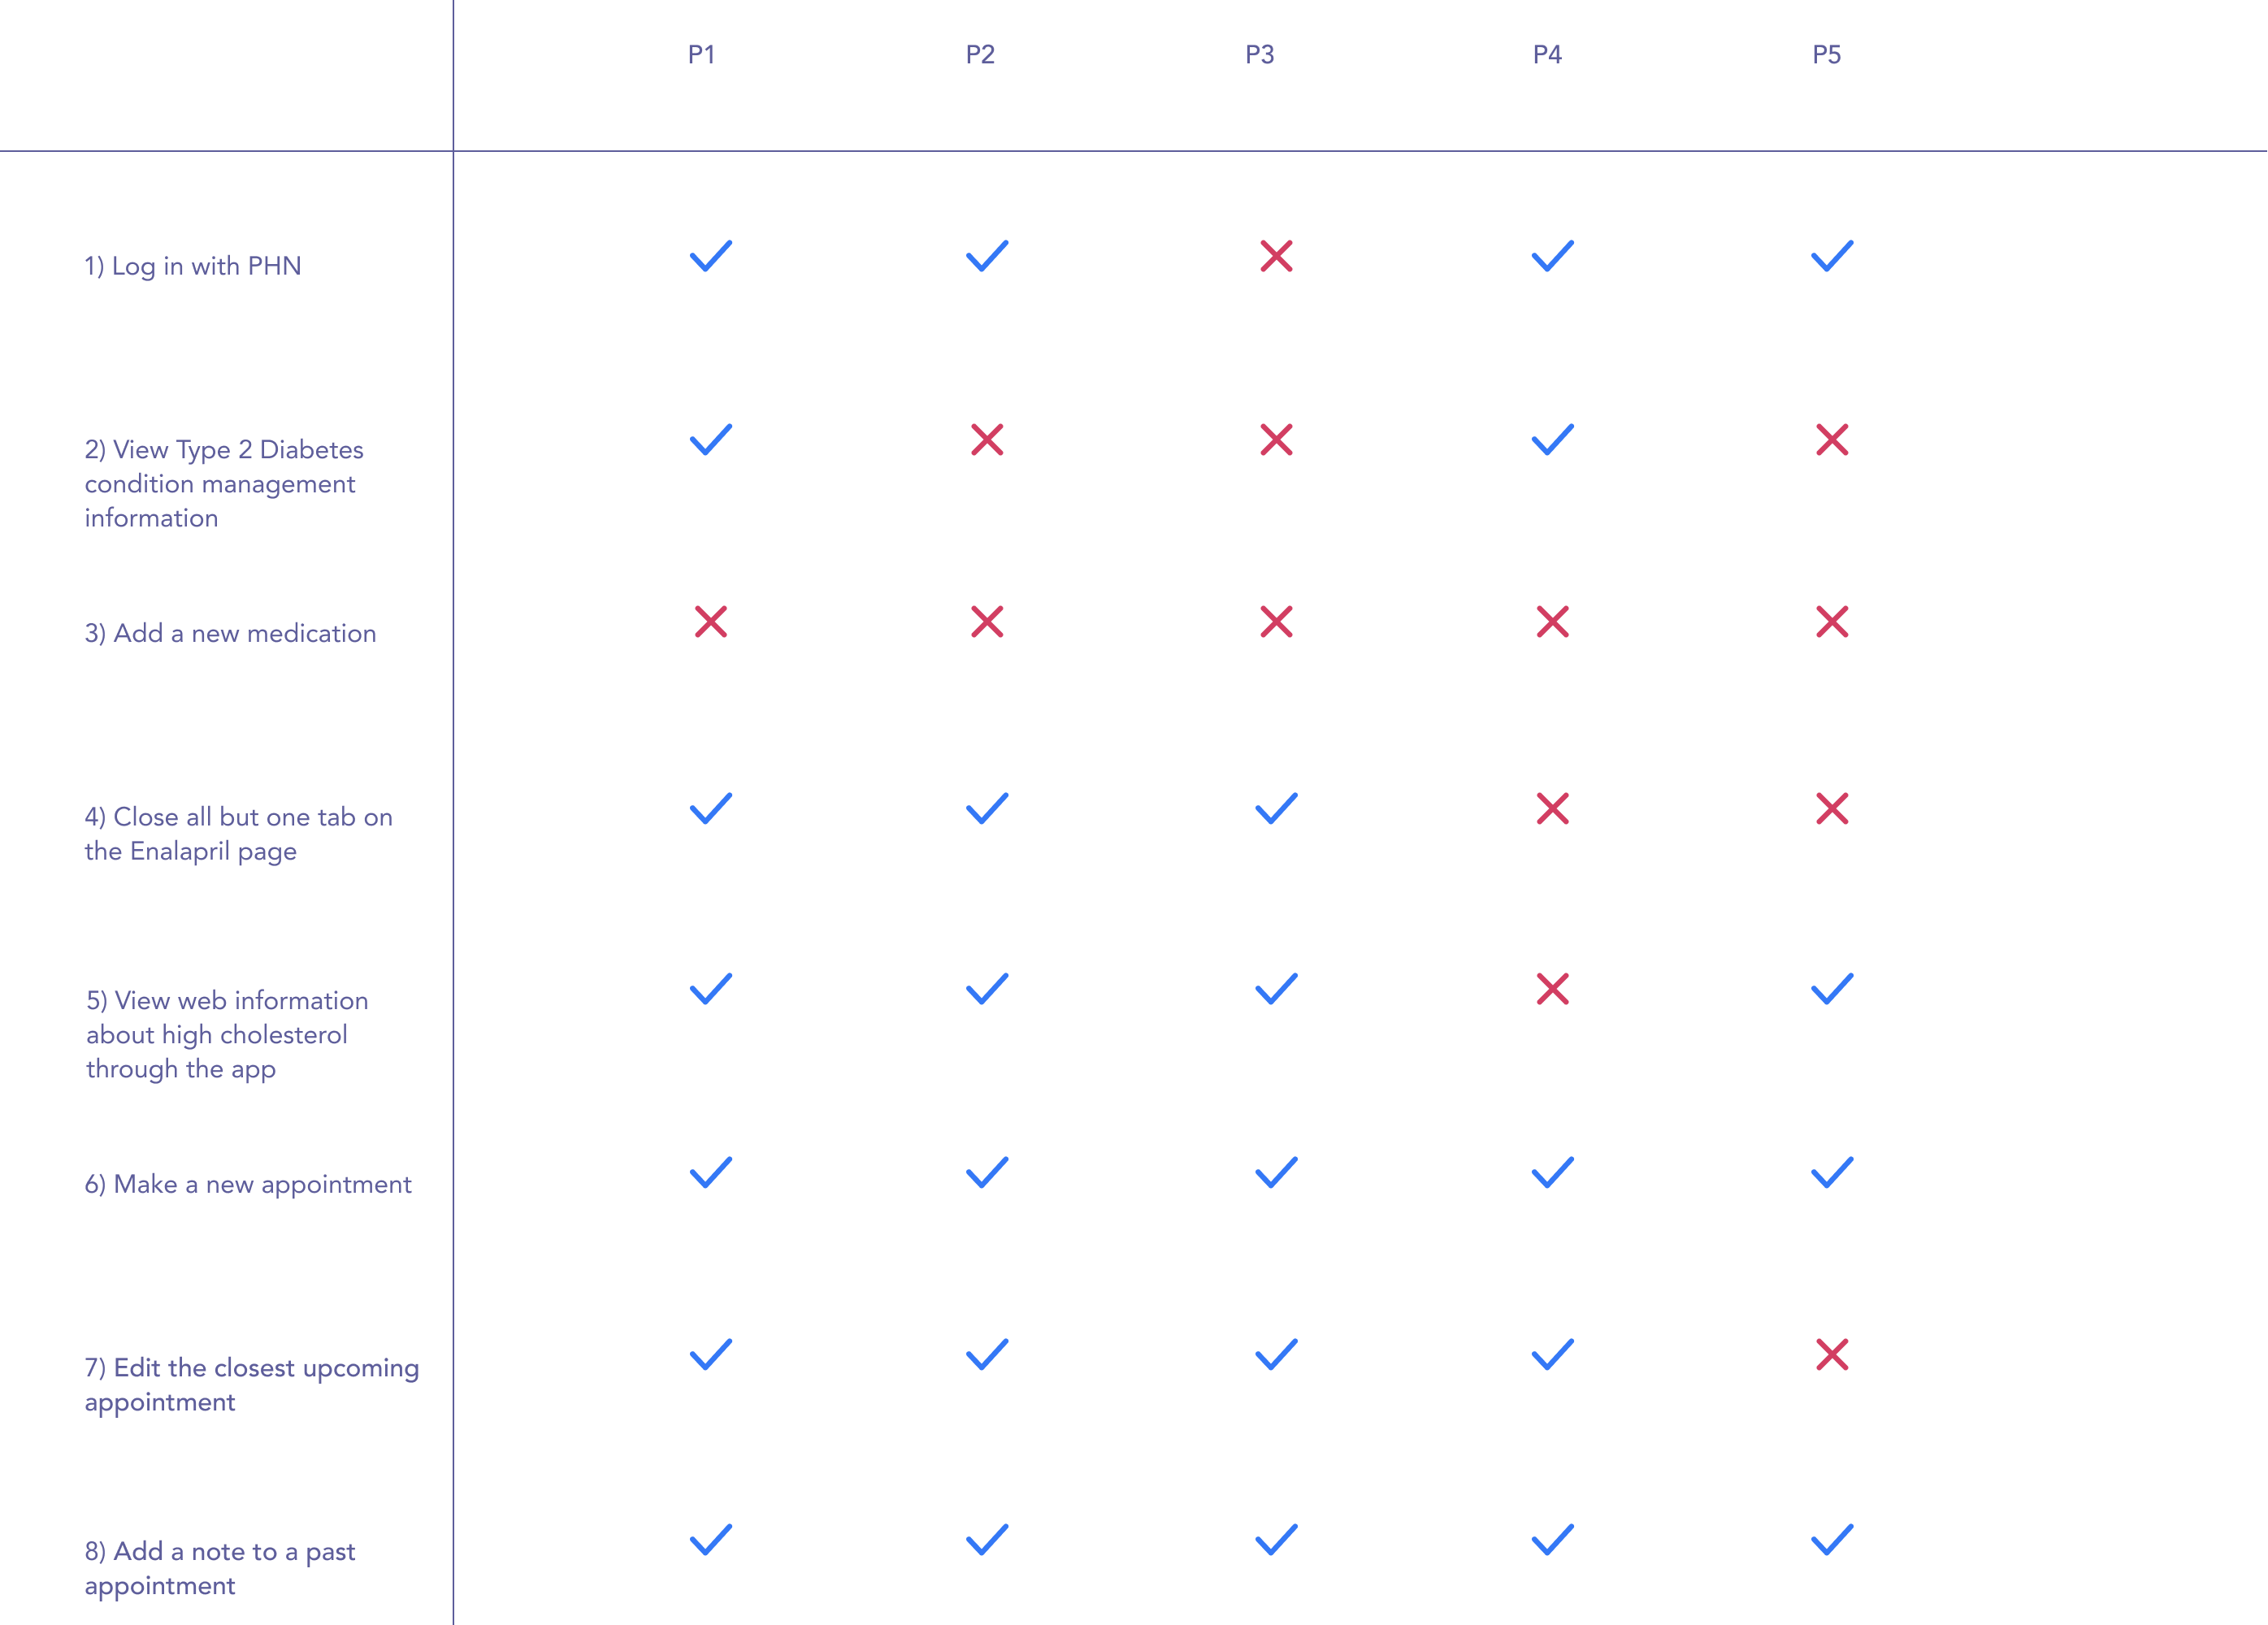 P1 P2 P3 P4 P5
1) Log in with PHN
2) View Type 2 Diabetes
condition management
information
3) Add a new medication
4) Close all but one tab on
the Enalapril page
5) View web information
about high cholesterol
through the app
6) Make a new appointment
7) Edit the closest upcoming
appointment
8) Add a note to a past
appointment